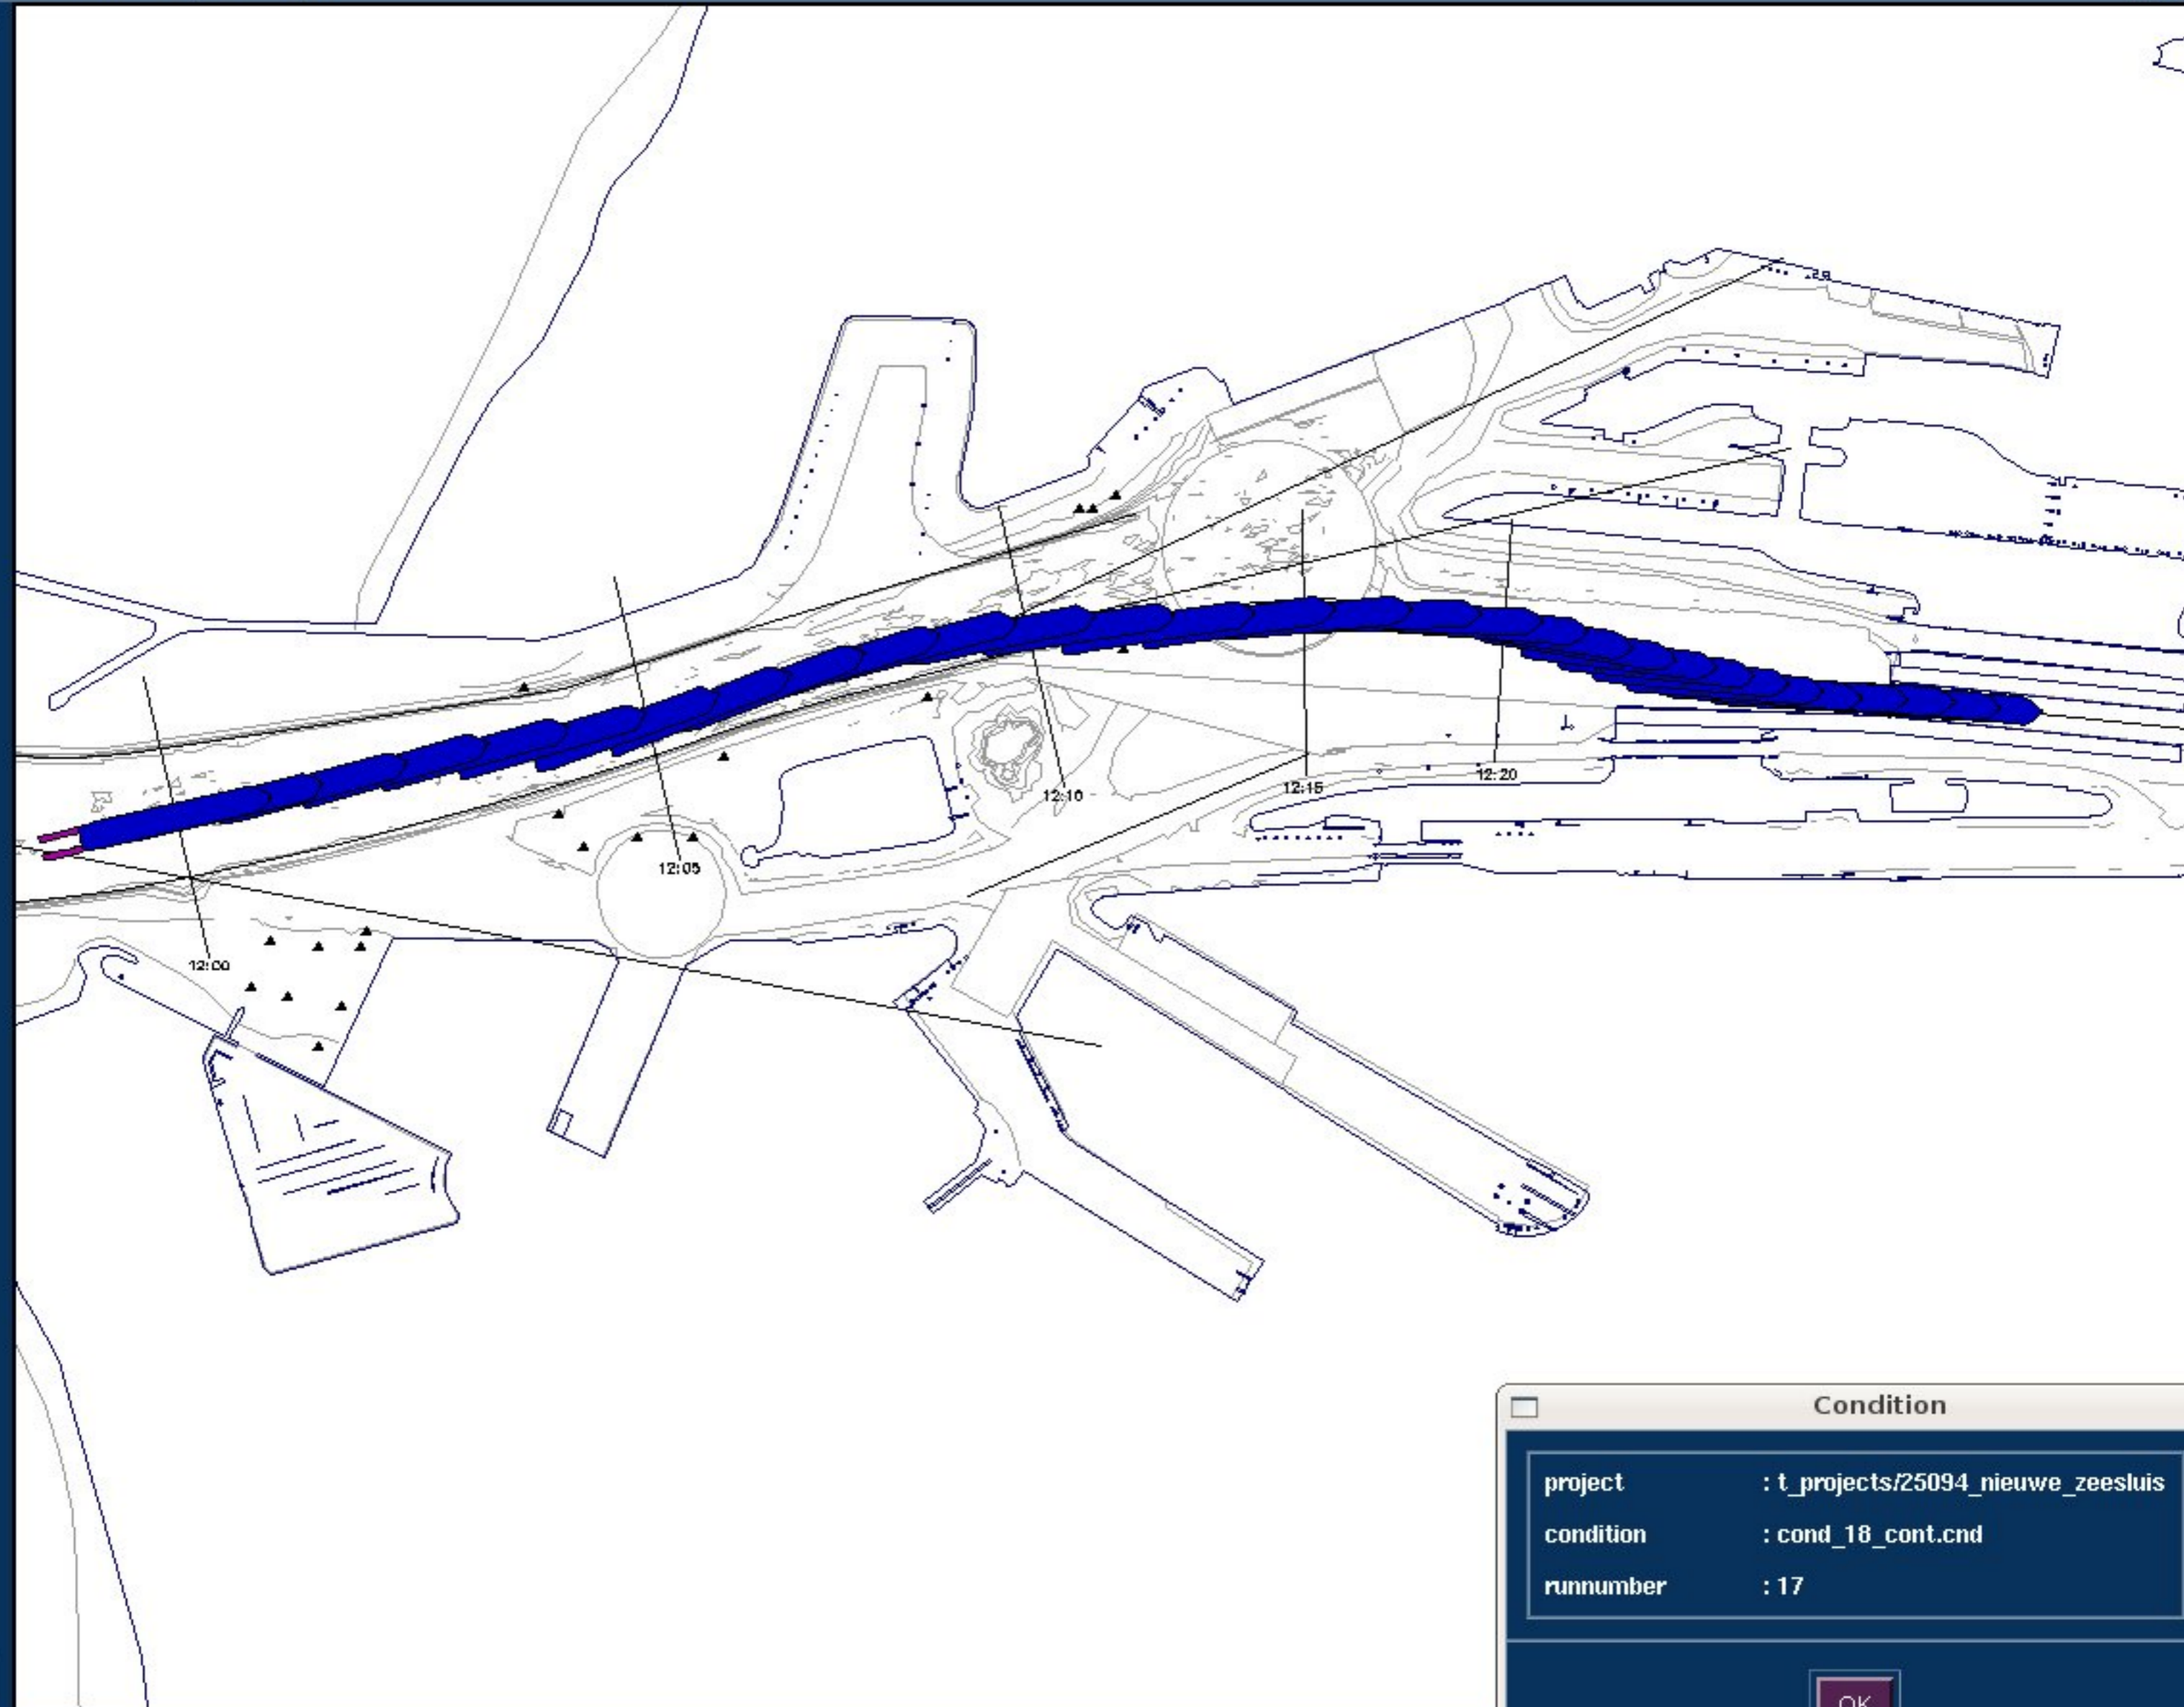 12:00
12:05
12:10
12:15
12:20
Condition
project : t_projects/25094_nieuwe_zeesluis
condition : cond_18_cont.cnd
runnumber : 17
OK